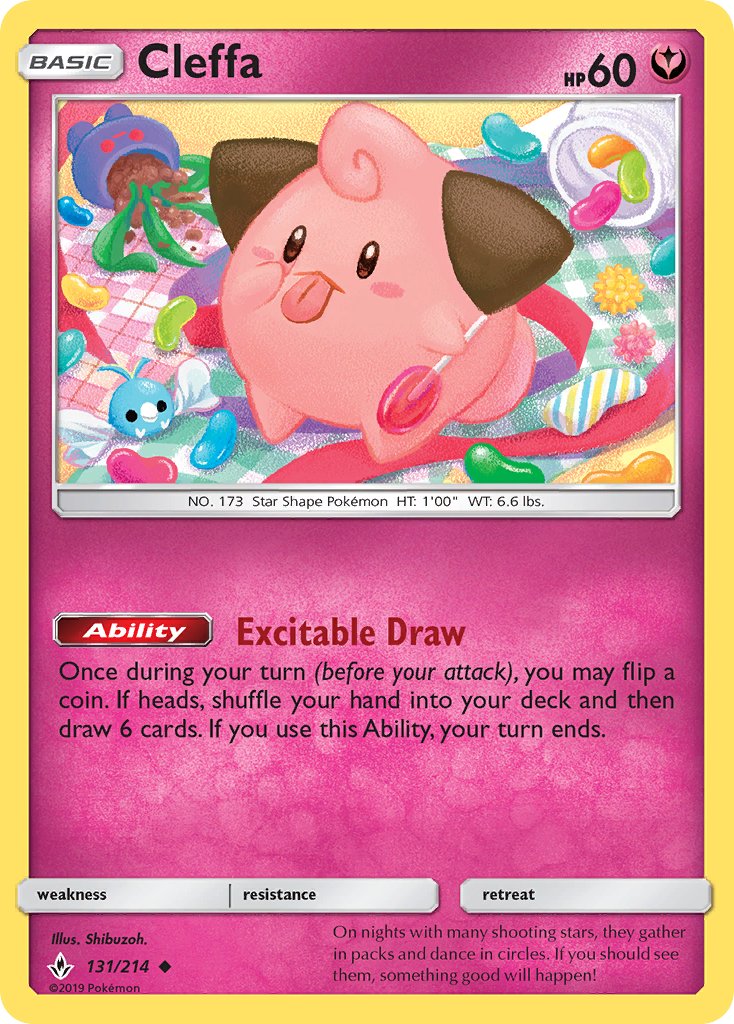 BASIC Cleffa HP60
NO. 173 Star Shape Pokémon HT: 1'00" WT: 6.6 lbs.
Ability Excitable Draw
Once during your turn (before your attack), you may flip a
coin. If heads, shuffle your hand into your deck and then
draw 6 cards. If you use this Ability, your turn ends.
weakness resistance retreat
Illus. Shibuzoh.
131/214
©2019 Pokémon
On nights with many shooting stars, they gather
in packs and dance in circles. If you should see
them, something good will happen!